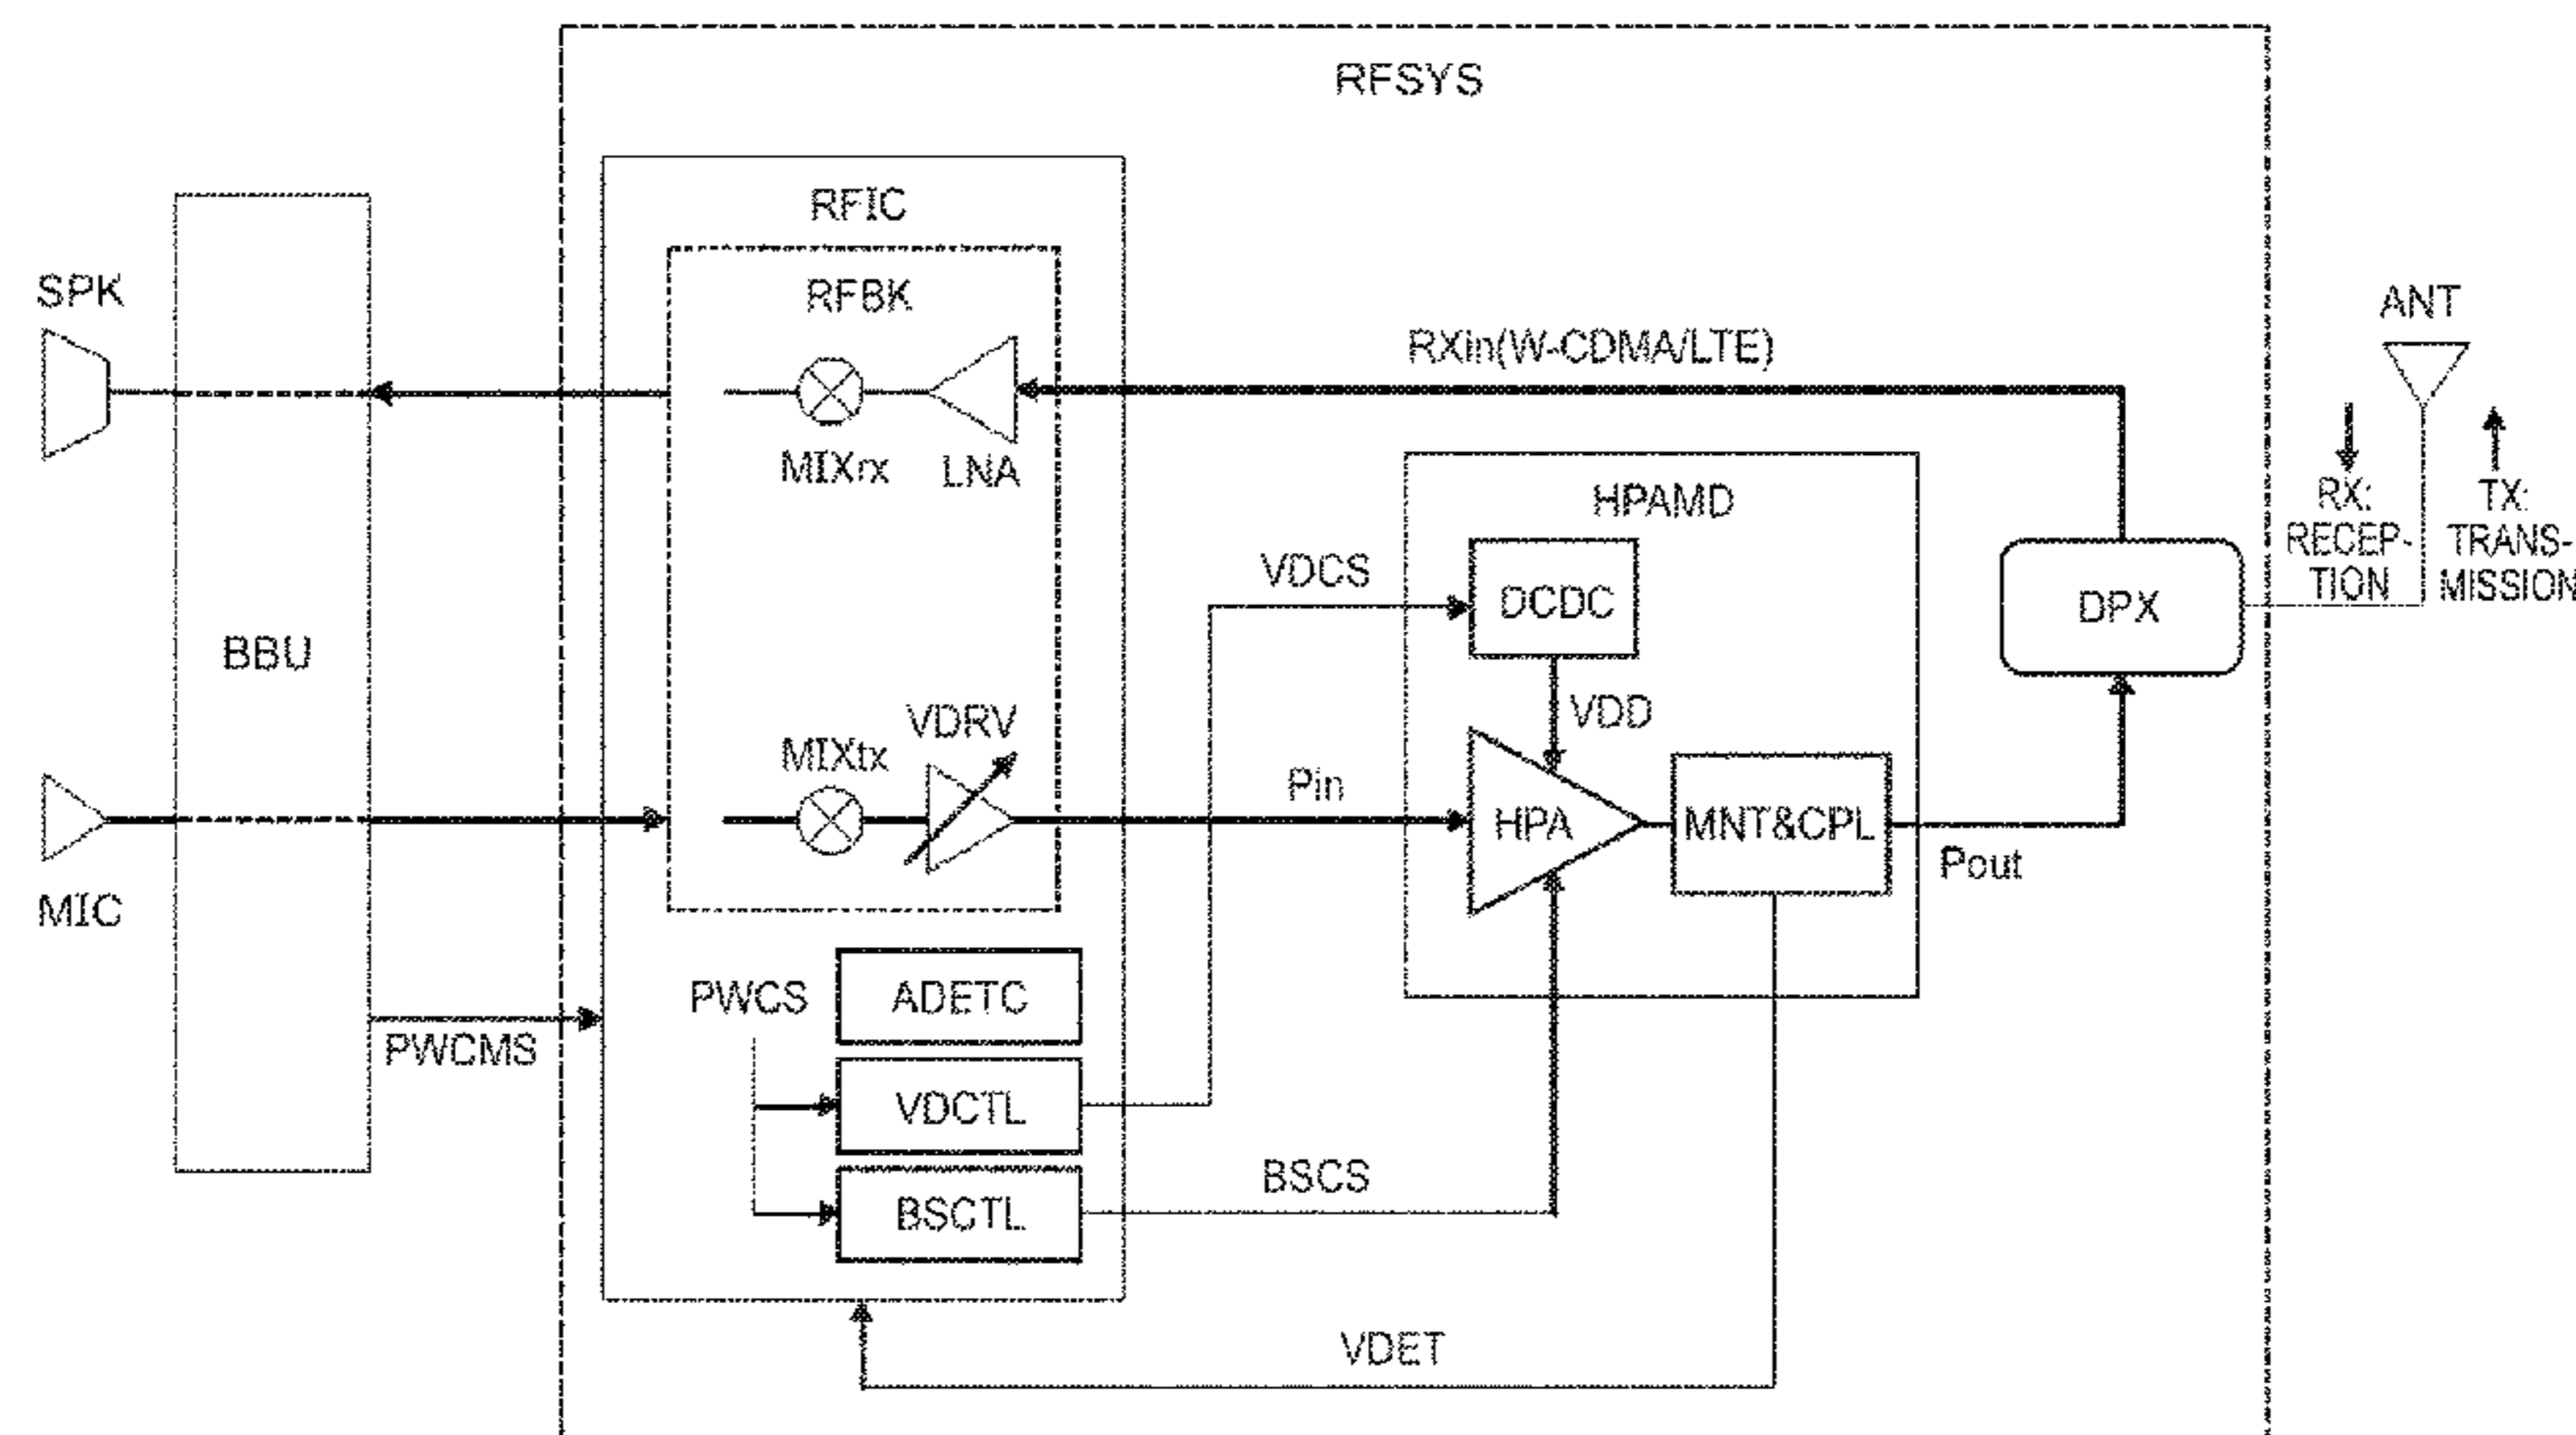 RFSYS
RFIC
RFBK
SPK
ANT
RXin(W-CDMA/LTE)
MIXrx
LNA
HPAMD
RX:
RECEP-
TION
TX:
TRANS-
MISSION
VDCS
DCDC
DPX
BBU
VDRV
VDD
MIXtx
Pin
HPA
MNT&CPL
Pout
MIC
PWCS
ADETC
PWCMS
VDCTL
BSCS
BSCTL
VDET